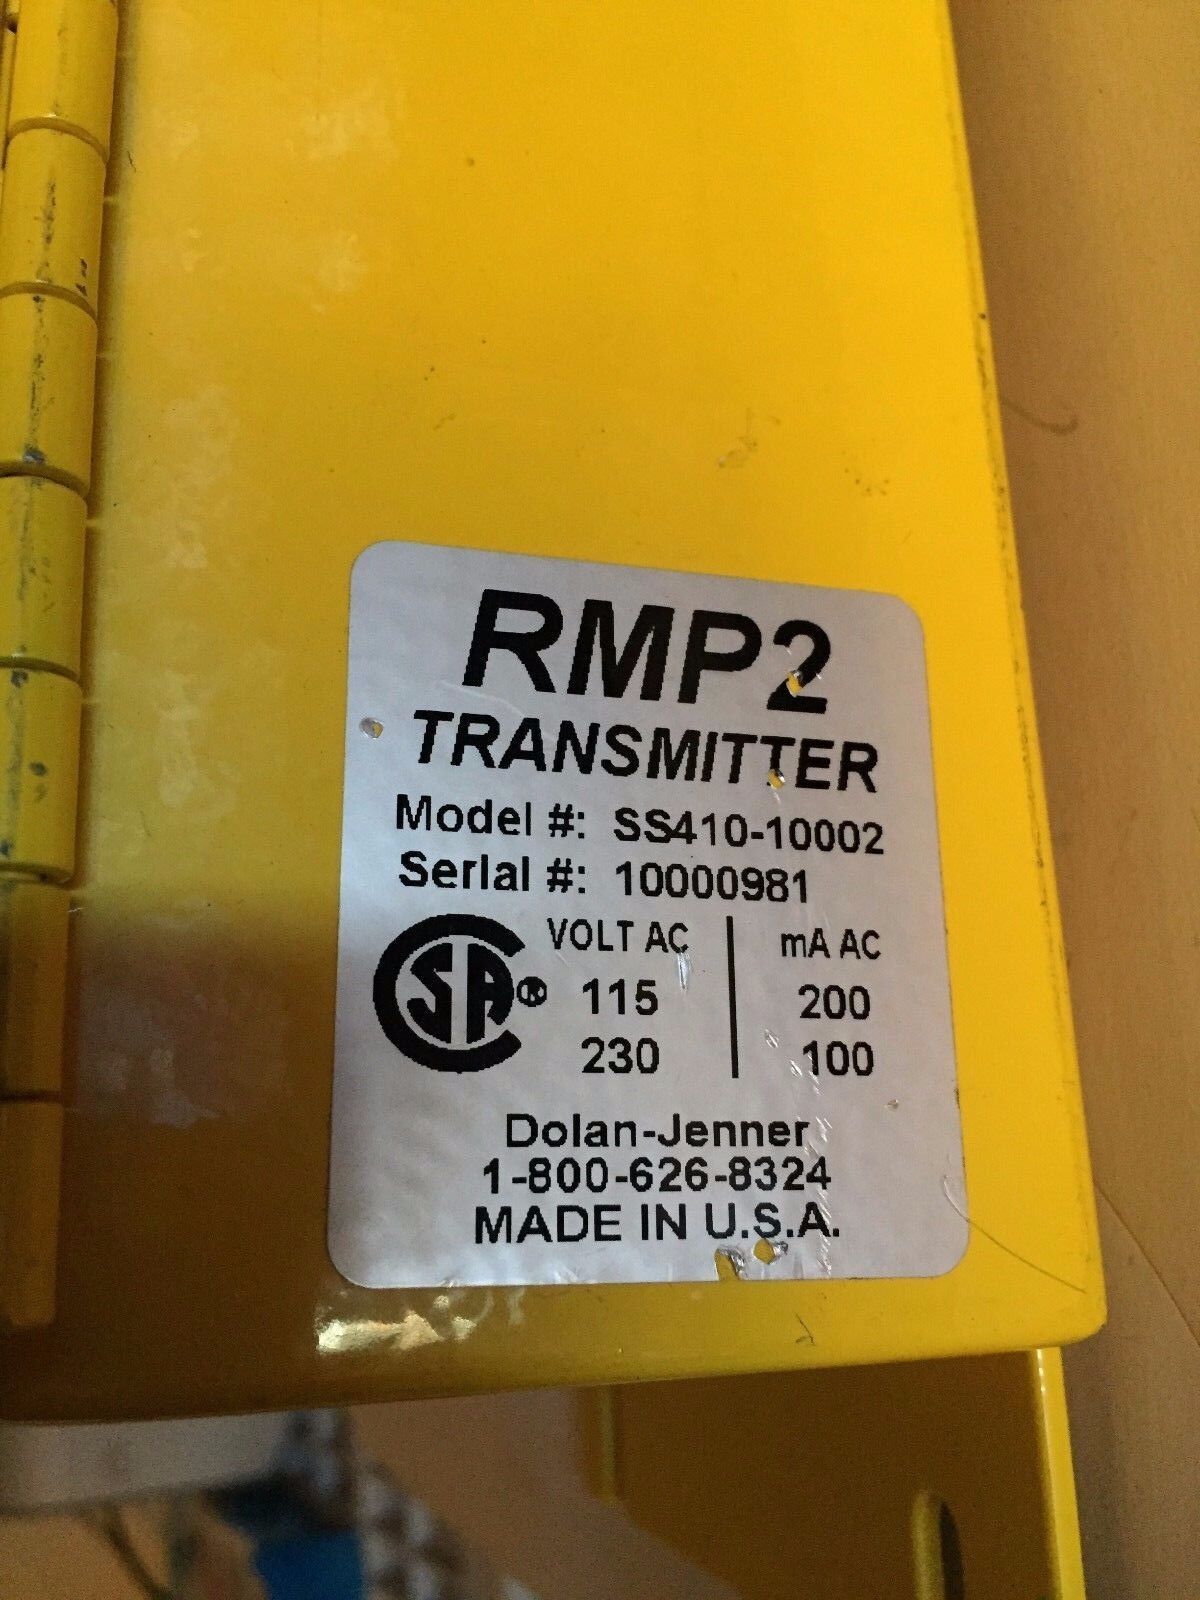 RMP2
TRANSMITTER
Model #: SS410-10002
Serial #: 10000981
CSA® VOLT AC | mA AC
115 | 200
230 | 100
Dolan-Jenner
1-800-626-8324
MADE IN U.S.A.